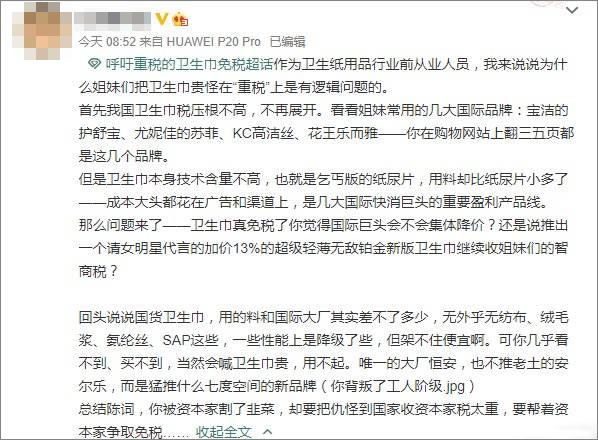 今天 08:52 来自 HUAWEI P20 Pro 已编辑
呼吁重税的卫生巾免税超话作为卫生纸用品行业前从业人员，我来说说为什
么姐妹们把卫生巾贵怪在“重税”上是有逻辑问题的。
首先我国卫生巾税压根不高，不再展开。看看姐妹常用的几大国际品牌：宝洁的
护舒宝、尤妮佳的苏菲、KC高洁丝、花王乐而雅——你在购物网站上翻三五页都
是这几个品牌。
但是卫生巾本身技术含量不高，也就是乞丐版的纸尿片，用料却比纸尿片小多了
——成本大头都花在广告和渠道上，是几大国际快消巨头的重要盈利产品线。
那么问题来了——卫生巾真免税了你觉得国际巨头会不会集体降价？还是说推出
一个请女明星代言的加价13%的超级轻薄无敌铂金新版卫生巾继续收姐妹们的智
商税？
回头说说国货卫生巾，用的料和国际大厂其实差不了多少，无外乎无纺布、绒毛
浆、氨纶丝、SAP这些，一些性能上是降级了些，但架不住便宜啊。可你几乎看
不到、买不到，当然会喊卫生巾贵，用不起。唯一的大厂恒安，也不推老土的安
尔乐，而是猛推什么七度空间的新品牌（你背叛了工人阶级.jpg）
总结陈词，你被资本家割了韭菜，却要把仇怪到国家收资本家税太重，要帮着资
本家争取免税...... 收起全文